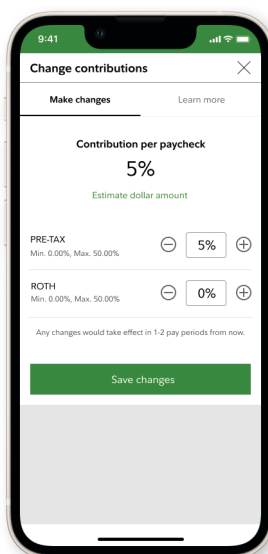 9:41
Change contributions
Make changes
Learn more
Contribution per paycheck
5%
Estimate dollar amount
PRE-TAX
Min. 0.00%, Max. 50.00%
5%
ROTH
Min. 0.00%, Max. 50.00%
0%
Any changes would take effect in 1-2 pay periods from now.
Save changes